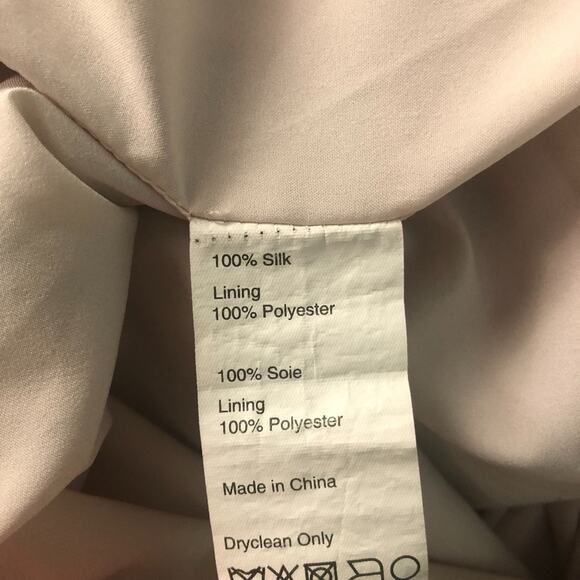 100% Silk
Lining
100% Polyester
100% Soie
Lining
100% Polyester
Made in China
Dryclean Only